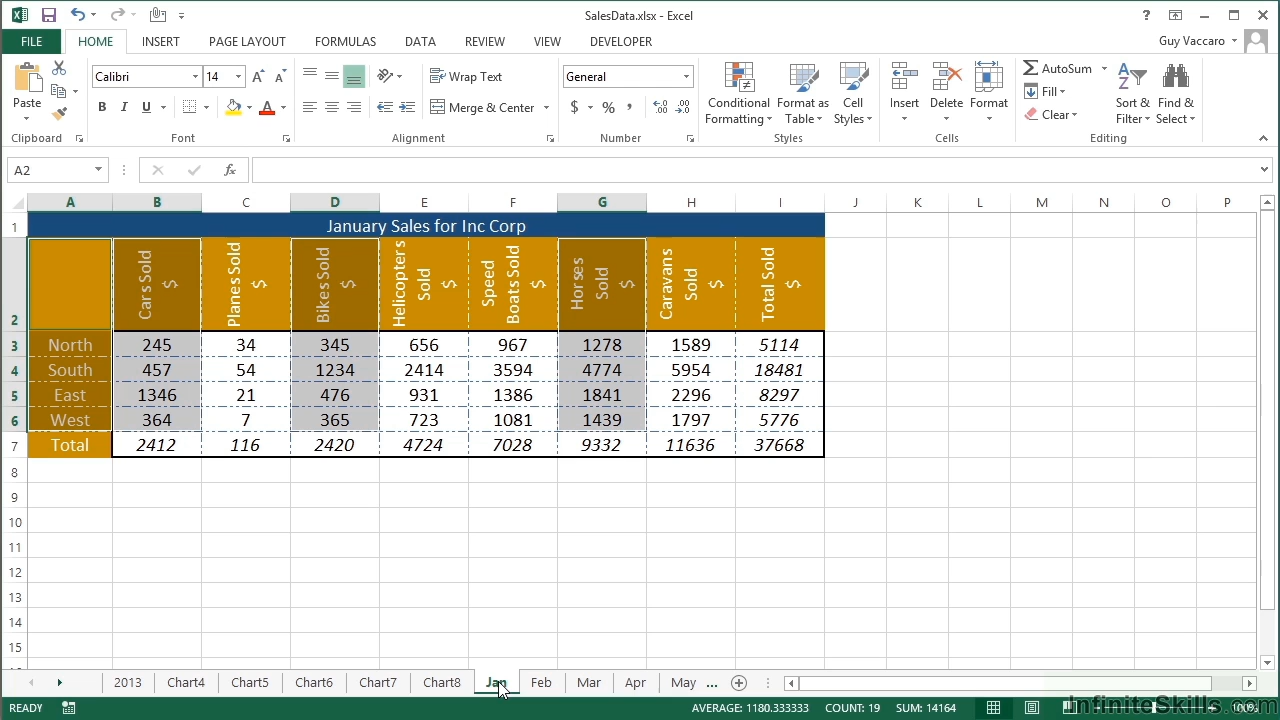 SalesData.xlsx - Excel
FILE HOME INSERT PAGE LAYOUT FORMULAS DATA REVIEW VIEW DEVELOPER Guy Vaccaro
Paste
Calibri 14
B I U
Wrap Text
Merge & Center
General
$ % ,
Conditional Formatting
Format as Table
Cell Styles
Insert Delete Format
AutoSum
Fill
Clear
Sort & Filter
Find & Select
Clipboard Font Alignment Number Styles Cells Editing
A2 fx
A B C D E F G H I J K L M N O P
1 January Sales for Inc Corp
2 Cars Sold $ Planes Sold $ Bikes Sold $ Helicopters Sold $ Speed Boats Sold $ Horses Sold $ Caravans Sold $ Total Sold $
3 North 245 34 345 656 967 1278 1589 5114
4 South 457 54 1234 2414 3594 4774 5954 18481
5 East 1346 21 476 931 1386 1841 2296 8297
6 West 364 7 365 723 1081 1439 1797 5776
7 Total 2412 116 2420 4724 7028 9332 11636 37668
8
9
10
11
12
13
14
15
2013 Chart4 Chart5 Chart6 Chart7 Chart8 Jan Feb Mar Apr May ...
READY AVERAGE: 1180.333333 COUNT: 19 SUM: 14164 100%
InfiniteSkills.com